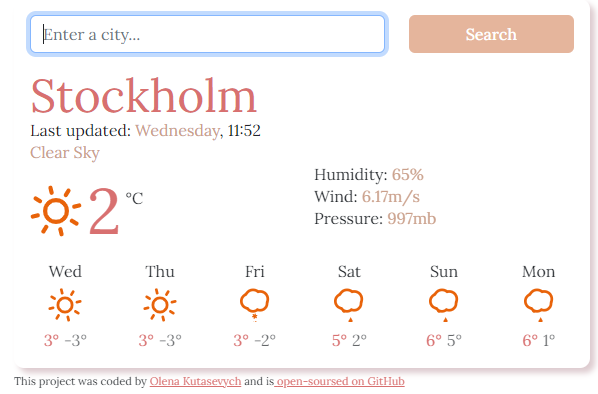 Enter a city...
Search
Stockholm
Last updated: Wednesday, 11:52
Clear Sky
2 °C
Humidity: 65%
Wind: 6.17m/s
Pressure: 997mb
Wed Thu Fri Sat Sun Mon
3° -3° 3° -3° 3° -2° 5° 2° 6° 5° 6° 1°
This project was coded by Olena Kutasevych and is open-soursed on GitHub